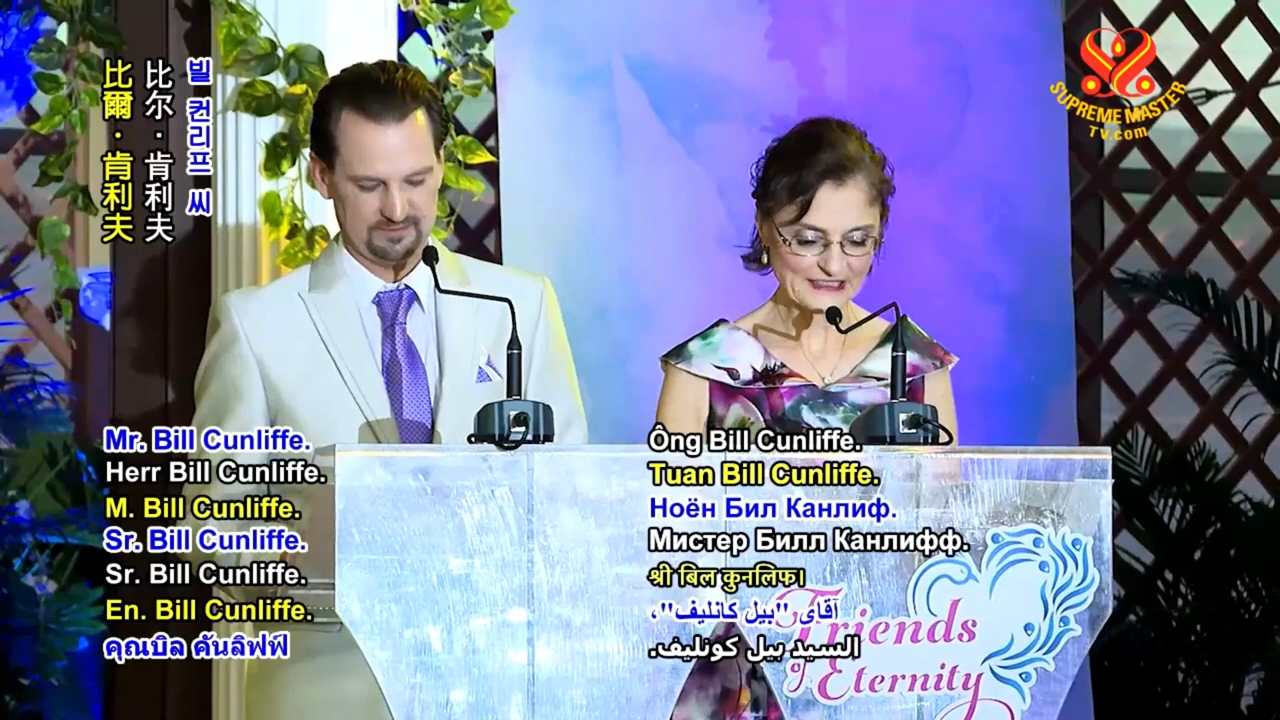 빌 컨리프 씨
比尔·肯利夫
比爾·肯利夫
SUPREME MASTER
TV.com
Mr. Bill Cunliffe.
Herr Bill Cunliffe.
M. Bill Cunliffe.
Sr. Bill Cunliffe.
Sr. Bill Cunliffe.
En. Bill Cunliffe.
คุณบิล คันลิฟฟ์
Ông Bill Cunliffe.
Tuan Bill Cunliffe.
Ноён Бил Канлиф.
Мистер Билл Канлифф.
श्री बिल कुनलिफ।
آقای "بیل کانلیف"،
السيد بيل كونليف.
Friends
of Eternity